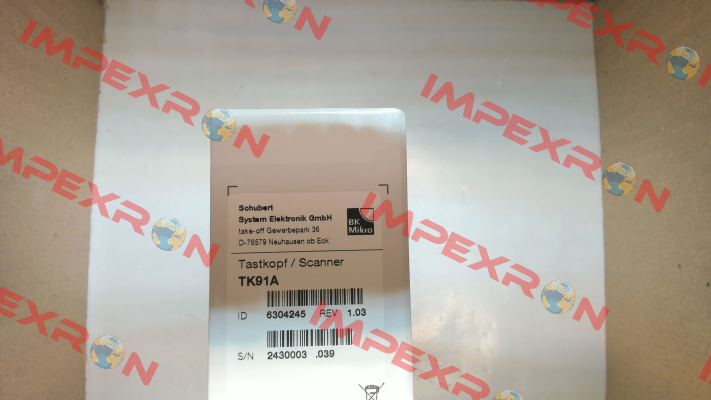 IMPEXRON
IMPEXRON
IMPEXRON
IMPEXRON
IMPEXRON
IMPEXRON
IMPEXRON
Schubert
System Elektronik GmbH
take-off Gewerbepark 36
D-78579 Neuhausen ob Eck
BK
Mikro
Tastkopf / Scanner
TK91A
ID 6304245 REV 1.03
S/N 2430003 .039